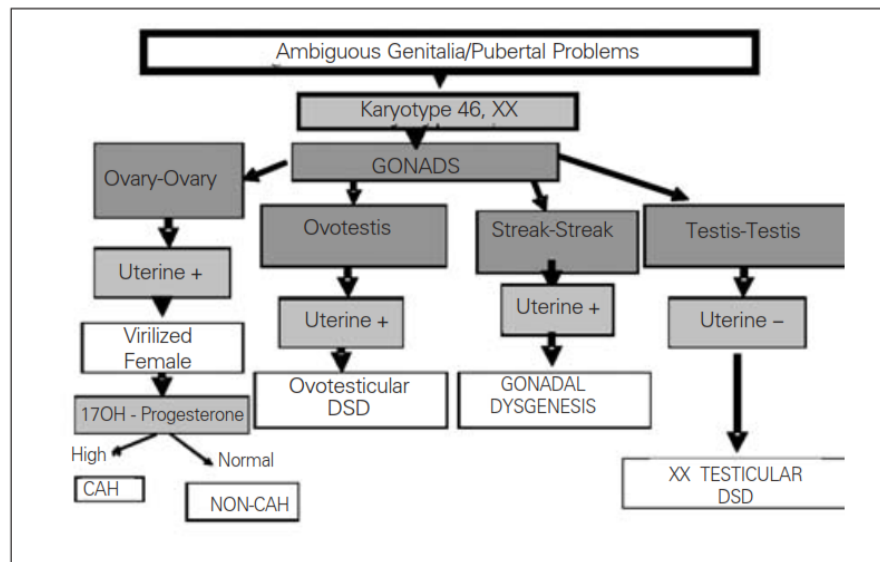 Ambiguous Genitalia/Pubertal Problems
Karyotype 46, XX
GONADS
Ovary-Ovary
Ovotestis
Streak-Streak
Testis-Testis
Uterine +
Uterine +
Uterine +
Uterine –
Virilized
Female
Ovotesticular
DSD
GONADAL
DYSGENESIS
17OH - Progesterone
High
Normal
CAH
NON-CAH
XX TESTICULAR
DSD